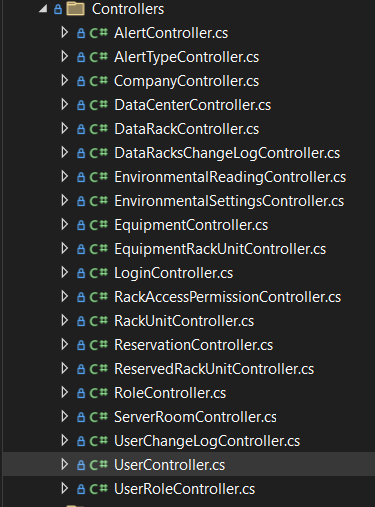 Controllers
C# AlertController.cs
C# AlertTypeController.cs
C# CompanyController.cs
C# DataCenterController.cs
C# DataRackController.cs
C# DataRacksChangeLogController.cs
C# EnvironmentalReadingController.cs
C# EnvironmentalSettingsController.cs
C# EquipmentController.cs
C# EquipmentRackUnitController.cs
C# LoginController.cs
C# RackAccessPermissionController.cs
C# RackUnitController.cs
C# ReservationController.cs
C# ReservedRackUnitController.cs
C# RoleController.cs
C# ServerRoomController.cs
C# UserChangeLogController.cs
C# UserController.cs
C# UserRoleController.cs